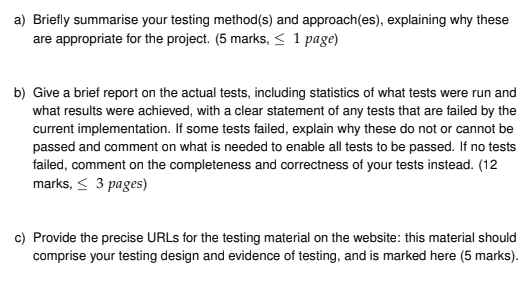 a) Briefly summarise your testing method(s) and approach(es), explaining why these
are appropriate for the project. (5 marks, ≤ 1 page)
b) Give a brief report on the actual tests, including statistics of what tests were run and
what results were achieved, with a clear statement of any tests that are failed by the
current implementation. If some tests failed, explain why these do not or cannot be
passed and comment on what is needed to enable all tests to be passed. If no tests
failed, comment on the completeness and correctness of your tests instead. (12
marks, ≤ 3 pages)
c) Provide the precise URLs for the testing material on the website: this material should
comprise your testing design and evidence of testing, and is marked here (5 marks).